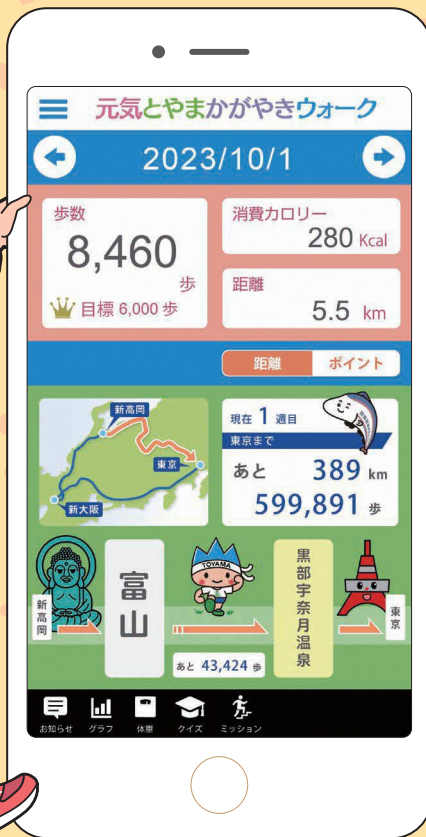 元気とやまかがやきウォーク
2023/10/1
歩数
8,460
歩
目標 6,000 歩
消費カロリー
280 Kcal
距離
5.5 km
距離
ポイント
新高岡
東京
新大阪
現在 1 週目
東京まで
あと 389 km
599,891 歩
新高岡
富山
TOYAMA
黒部宇奈月温泉
東京
あと 43,424 歩
お知らせ
グラフ
体重
クイズ
ミッション